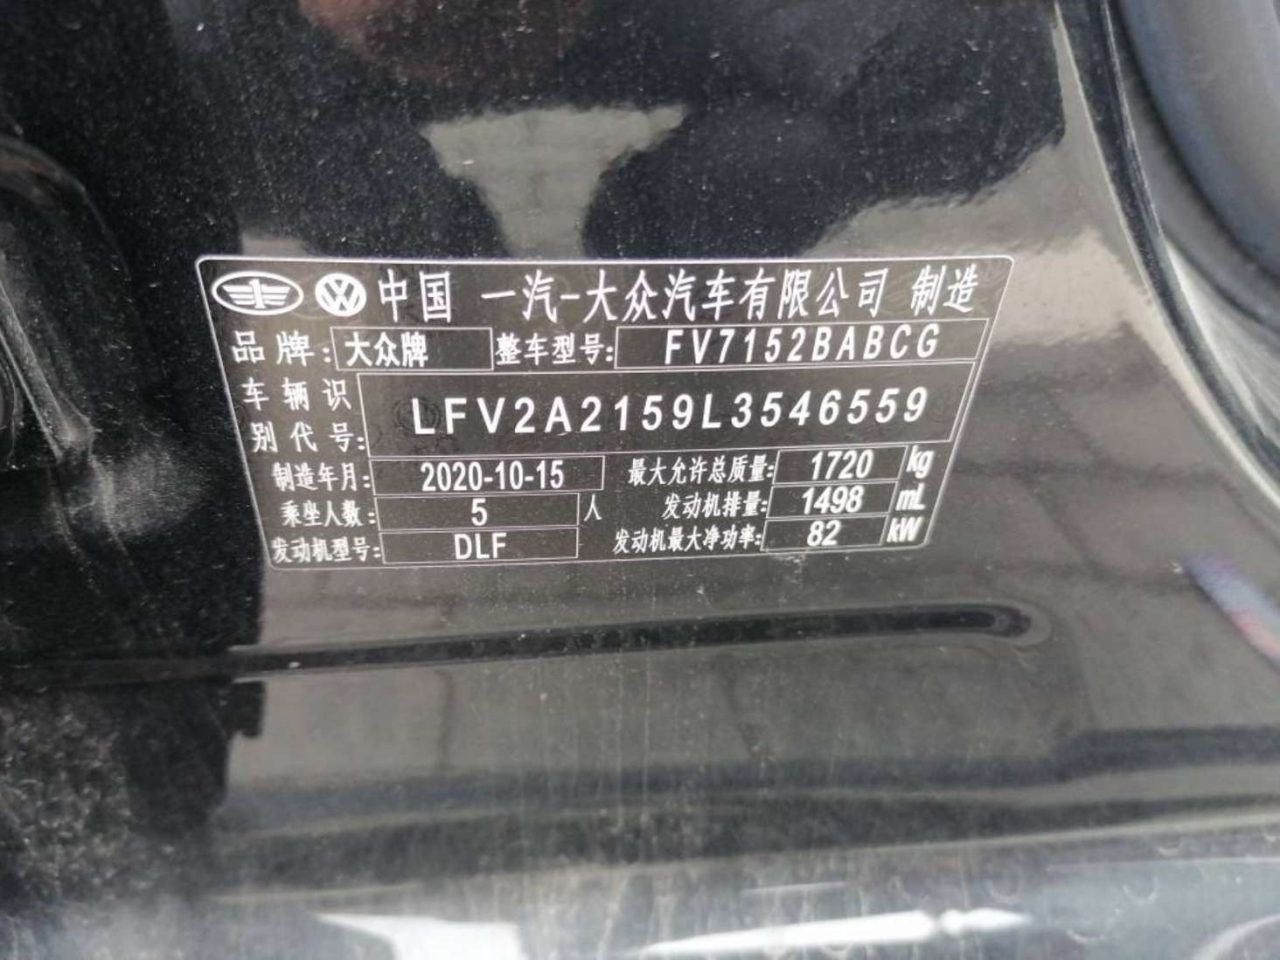 中国 一汽-大众汽车有限公司 制造
品牌: 大众牌 整车型号: FV7152BABCG
车辆识别代号: LFV2A2159L3546559
制造年月: 2020-10-15 最大允许总质量: 1720 kg
乘坐人数: 5 人 发动机排量: 1498 mL
发动机型号: DLF 发动机最大净功率: 82 kW